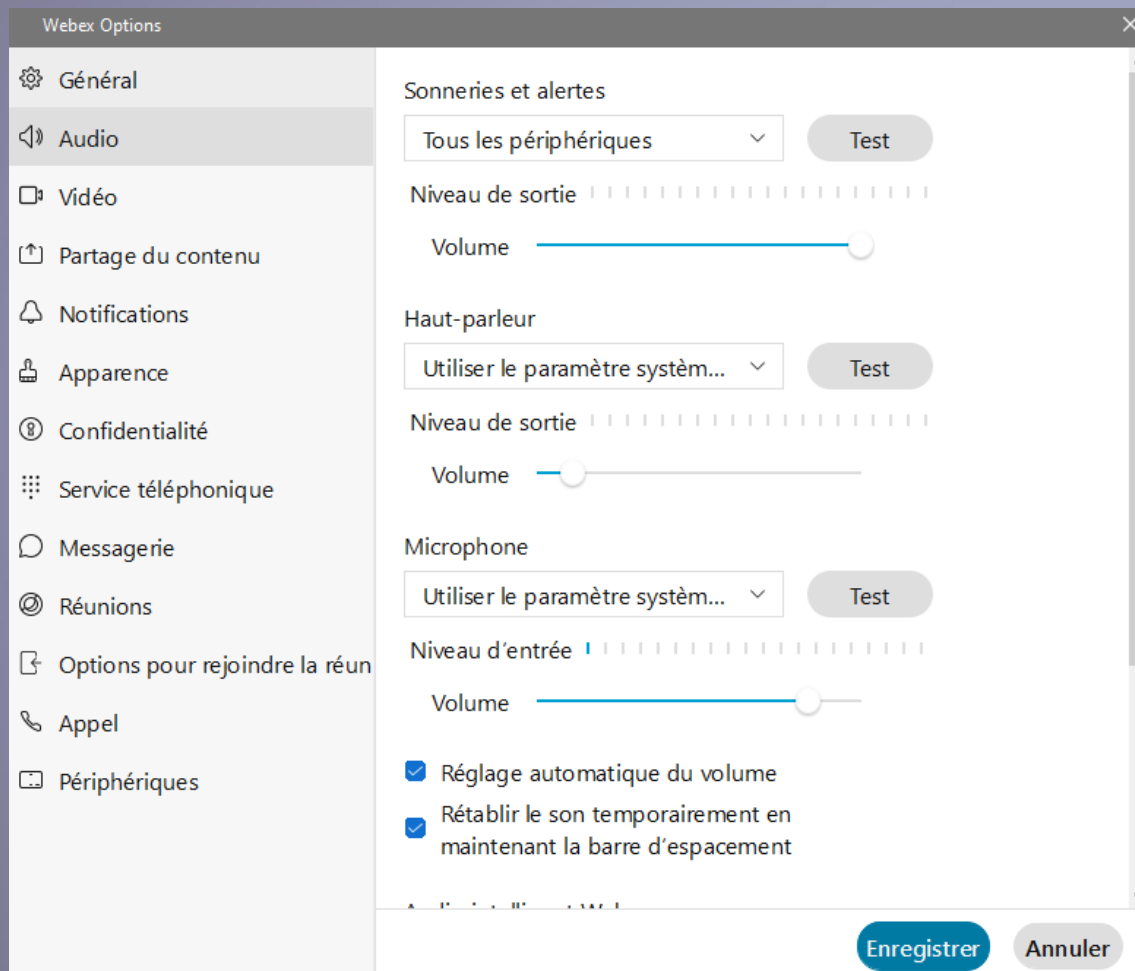 Webex Options
Général
Audio
Vidéo
Partage du contenu
Notifications
Apparence
Confidentialité
Service téléphonique
Messagerie
Réunions
Options pour rejoindre la réun
Appel
Périphériques
Sonneries et alertes
Tous les périphériques
Test
Niveau de sortie
Volume
Haut-parleur
Utiliser le paramètre systèm...
Test
Niveau de sortie
Volume
Microphone
Utiliser le paramètre systèm...
Test
Niveau d'entrée
Volume
Réglage automatique du volume
Rétablir le son temporairement en
maintenant la barre d'espacement
Enregistrer
Annuler